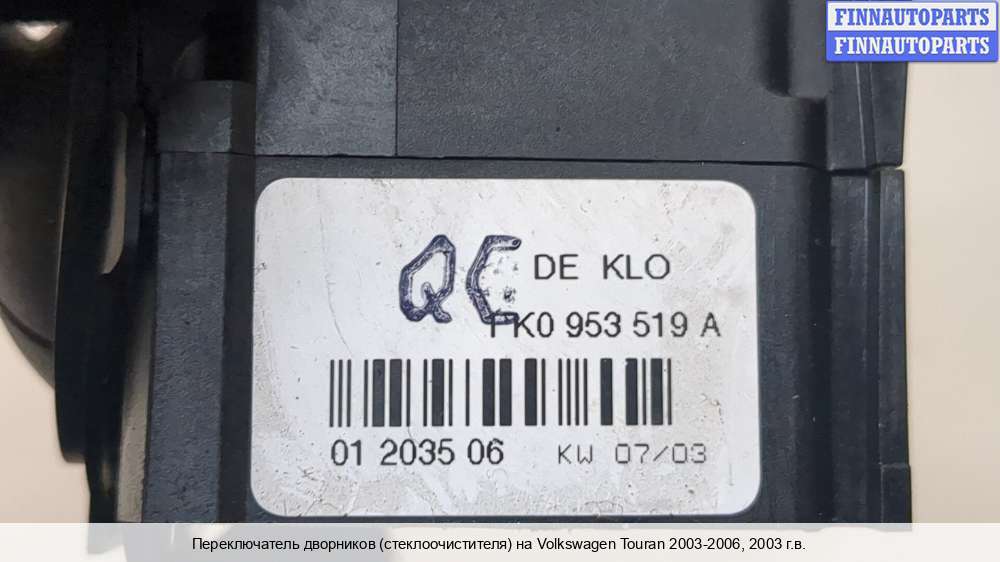 FINNAUTOPARTS
FINNAUTOPARTS
QE DE KLO
1K0 953 519 A
01 2035 06 KW 07/03
Переключатель дворников (стеклоочистителя) на Volkswagen Touran 2003-2006, 2003 г.в.